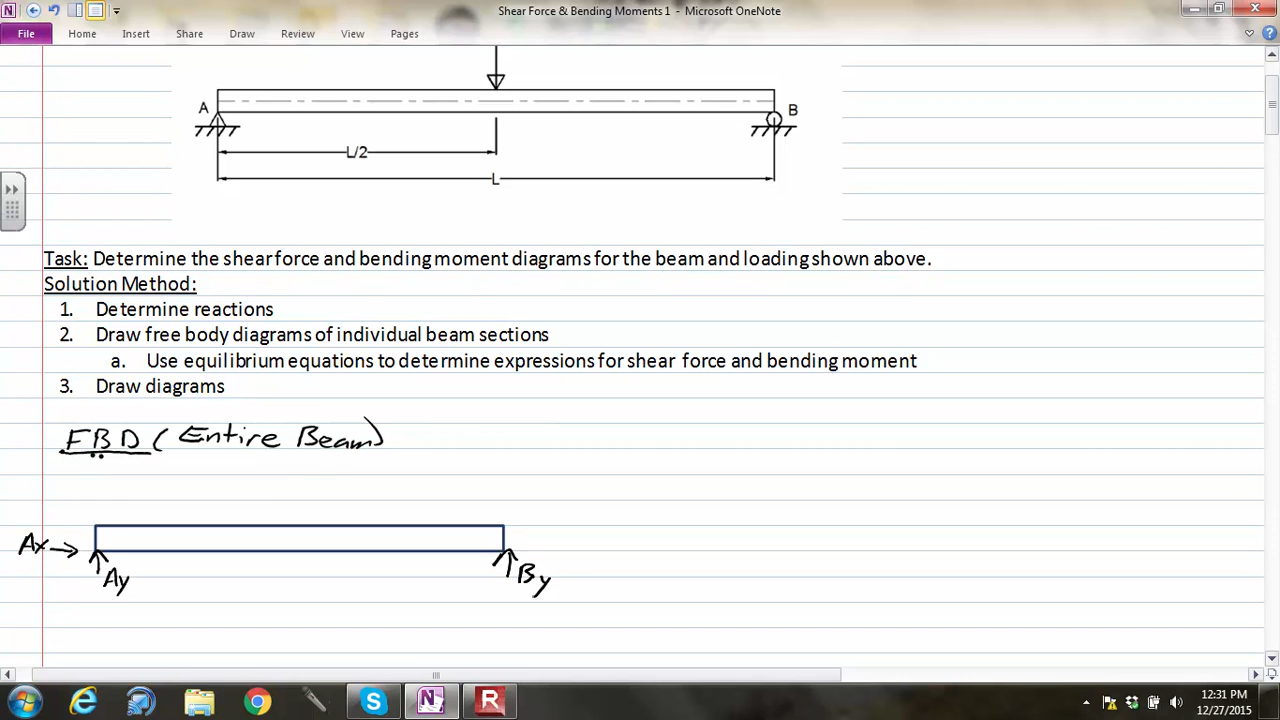 Shear Force & Bending Moments 1 - Microsoft OneNote
File Home Insert Share Draw Review View Pages
A B
L/2
L
Task: Determine the shear force and bending moment diagrams for the beam and loading shown above.
Solution Method:
1. Determine reactions
2. Draw free body diagrams of individual beam sections
a. Use equilibrium equations to determine expressions for shear force and bending moment
3. Draw diagrams
FBD (Entire Beam)
Ax
Ay By
12:31 PM
12/27/2015